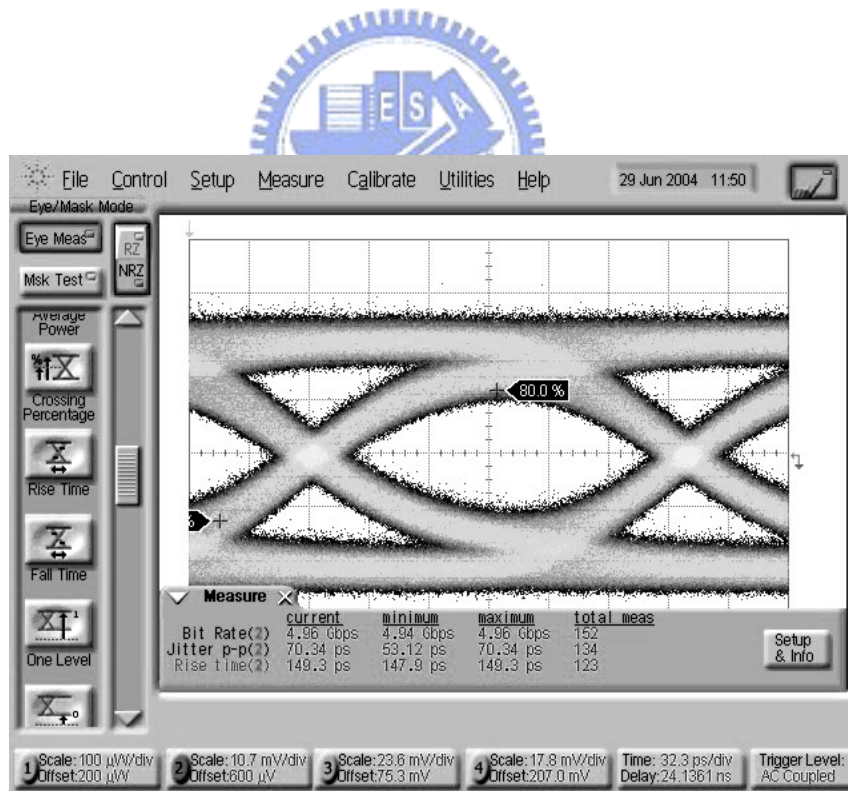 E S A
File Control Setup Measure Calibrate Utilities Help 29 Jun 2004 11:50
Eye/Mask Mode
Eye Meas
RZ
NRZ
Msk Test
Average
Power
%
Crossing
Percentage
Rise Time
Fall Time
1
One Level
0
80.0 %
%
Measure
current minimum maximum total meas
Bit Rate(2) 4.96 Gbps 4.94 Gbps 4.96 Gbps 152
Jitter p-p(2) 70.34 ps 53.12 ps 70.34 ps 134
Rise time(2) 149.3 ps 147.9 ps 149.3 ps 123
Setup
& Info
1 Scale: 100 µW/div
Offset:200 µW
2 Scale: 10.7 mV/div
Offset:600 µV
3 Scale:23.6 mV/div
Offset:75.3 mV
4 Scale: 17.8 mV/div
Offset:207.0 mV
Time: 32.3 ps/div
Delay:24.1361 ns
Trigger Level:
AC Coupled